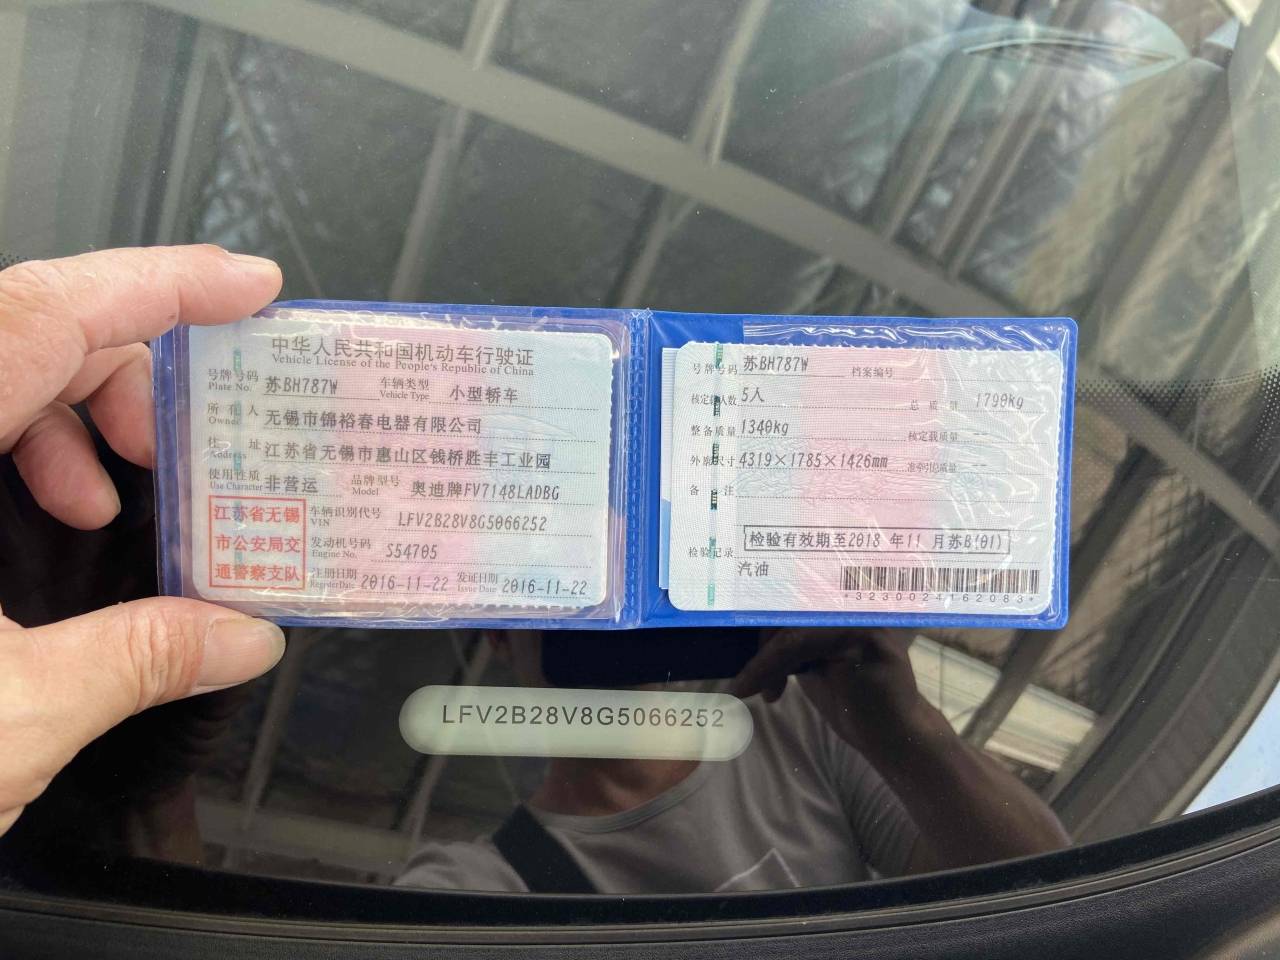 中华人民共和国机动车行驶证
Vehicle License of the People's Republic of China
号牌号码 苏BH787W 车辆类型 小型轿车
Plate No. Vehicle Type
所有人 无锡市锦裕春电器有限公司
Owner
住址 江苏省无锡市惠山区钱桥胜丰工业园
Address
使用性质 非营运 品牌型号 奥迪牌FV7148LADBG
Use Character Model
江苏省无锡
市公安局交
通警察支队
车辆识别代号 LFV2B28V8G5066252
VIN
发动机号码 S54705
Engine No.
注册日期 2016-11-22 发证日期 2016-11-22
Register Date Issue Date
号牌号码 苏BH787W 档案编号
核定载人数 5人 总质量 1790kg
整备质量 1340kg 核定载质量 --
外廓尺寸 4319×1785×1426mm 准牵引总质量 --
备注
检验有效期至2018 年11 月苏B(01)
检验记录
汽油
*3230024162083*
LFV2B28V8G5066252